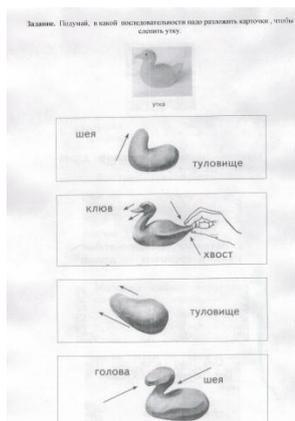 Задание. Подумай, в какой последовательности надо разложить карточки , чтобы
слепить утку.
утка
шея
туловище
клюв
хвост
туловище
голова
шея